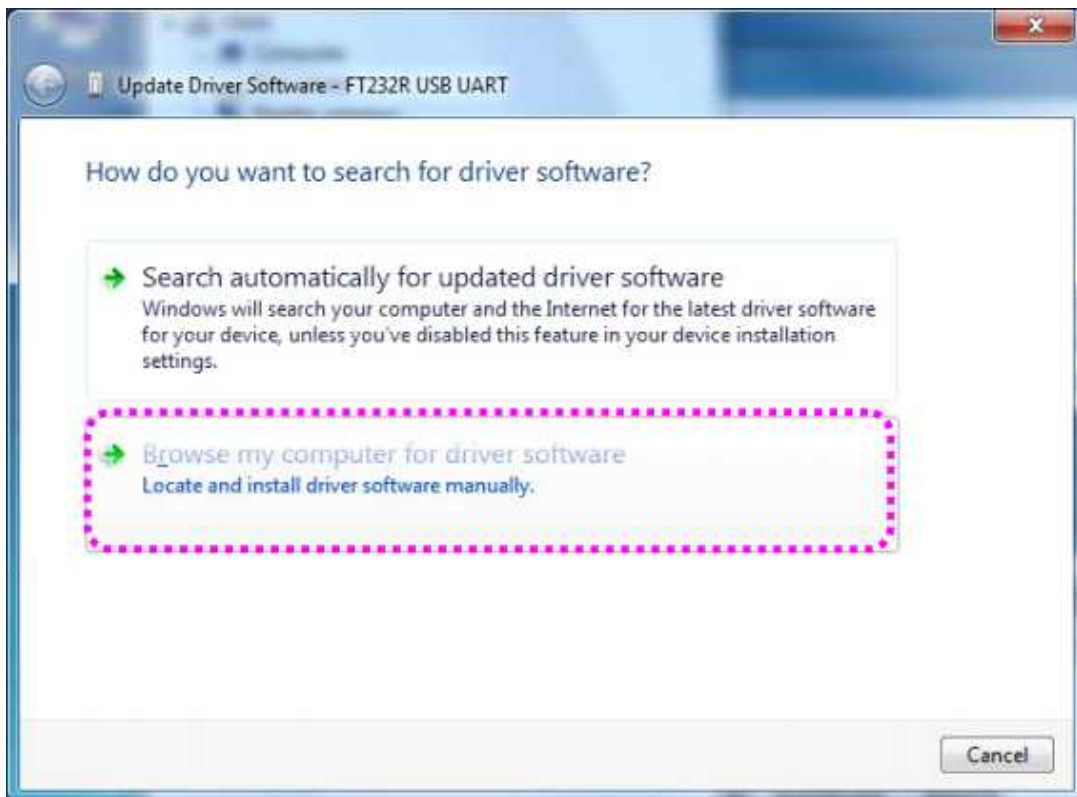 Update Driver Software - FT232R USB UART
How do you want to search for driver software?
Search automatically for updated driver software
Windows will search your computer and the Internet for the latest driver software
for your device, unless you've disabled this feature in your device installation
settings.
Browse my computer for driver software
Locate and install driver software manually.
Cancel